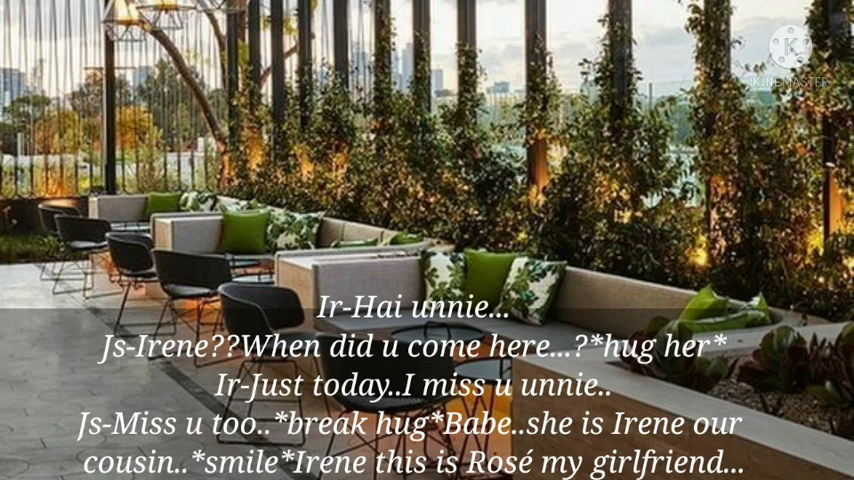 KINEMASTER
Ir-Hai unnie...
Js-Irene??When did u come here...?*hug her*
Ir-Just today..I miss u unnie..
Js-Miss u too..*break hug*Babe..she is Irene our
cousin..*smile*Irene this is Rosé my girlfriend...